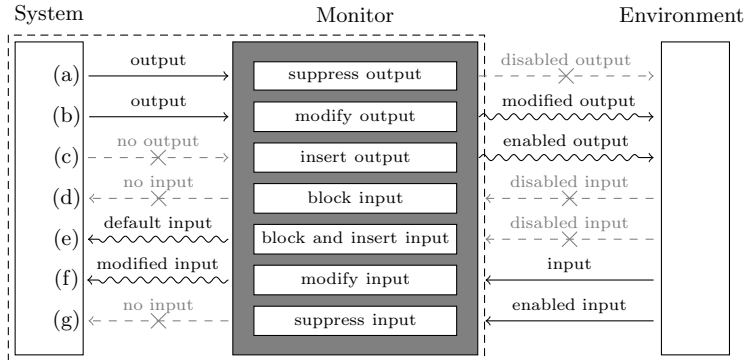 System Monitor Environment
(a) output suppress output disabled output
(b) output modify output modified output
(c) no output insert output enabled output
(d) no input block input disabled input
(e) default input block and insert input disabled input
(f) modified input modify input input
(g) no input suppress input enabled input